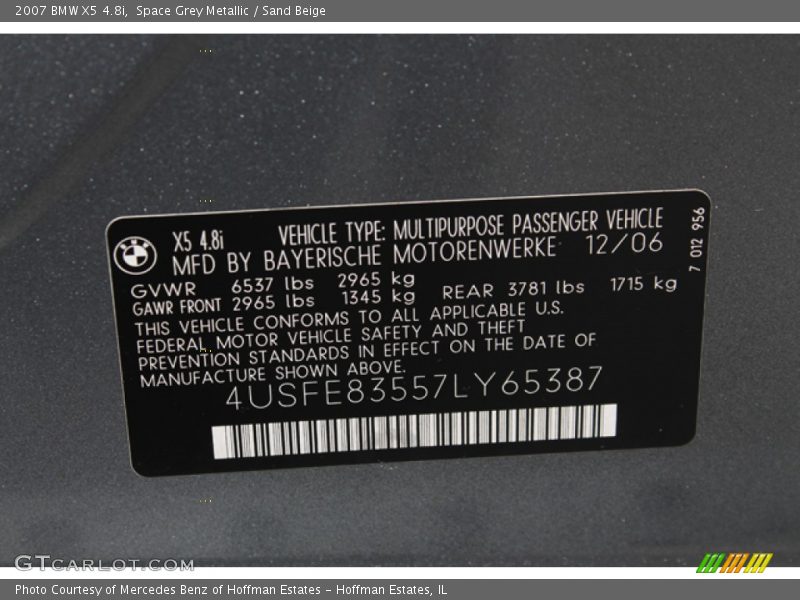 2007 BMW X5 4.8i, Space Grey Metallic / Sand Beige
X5 4.8i VEHICLE TYPE: MULTIPURPOSE PASSENGER VEHICLE
MFD BY BAYERISCHE MOTORENWERKE 12/06
GVWR 6537 lbs 2965 kg
GAWR FRONT 2965 lbs 1345 kg REAR 3781 lbs 1715 kg
THIS VEHICLE CONFORMS TO ALL APPLICABLE U.S.
FEDERAL MOTOR VEHICLE SAFETY AND THEFT
PREVENTION STANDARDS IN EFFECT ON THE DATE OF
MANUFACTURE SHOWN ABOVE.
4USFE83557LY65387
7 012 956
GTCARLOT.COM
Photo Courtesy of Mercedes Benz of Hoffman Estates - Hoffman Estates, IL